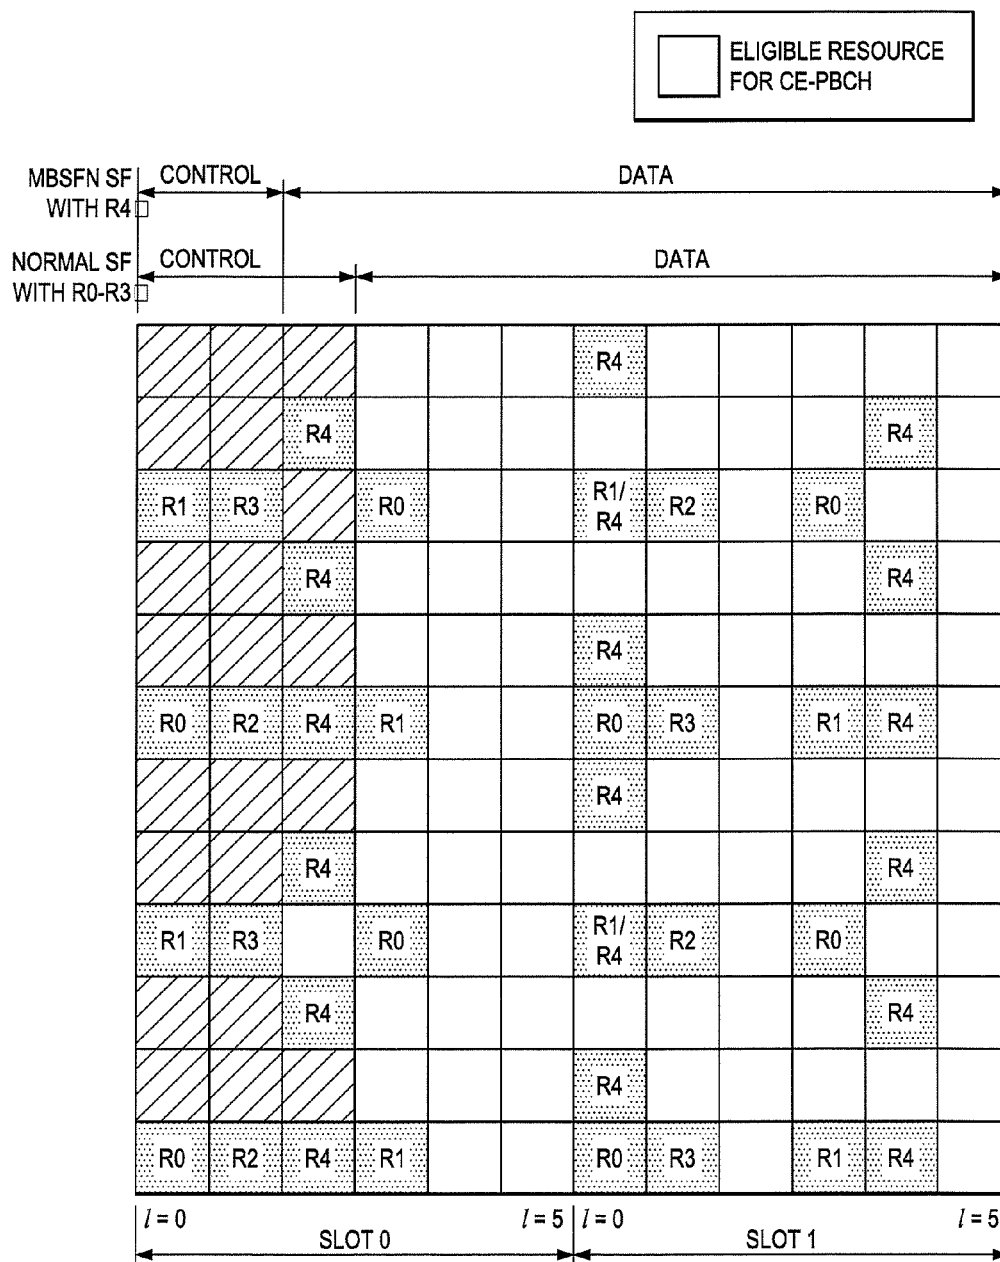 ELIGIBLE RESOURCE
FOR CE-PBCH
MBSFN SF
WITH R4
CONTROL
DATA
NORMAL SF
WITH R0-R3
CONTROL
DATA
R4
R4 R4
R1 R3 R0 R1/ R2 R0
R4
R4 R4
R4
R0 R2 R4 R1 R0 R3 R1 R4
R4
R4 R4
R1 R3 R0 R1/ R2 R0
R4
R4 R4
R4
R0 R2 R4 R1 R0 R3 R1 R4
l = 0 l = 5 l = 0 l = 5
SLOT 0 SLOT 1